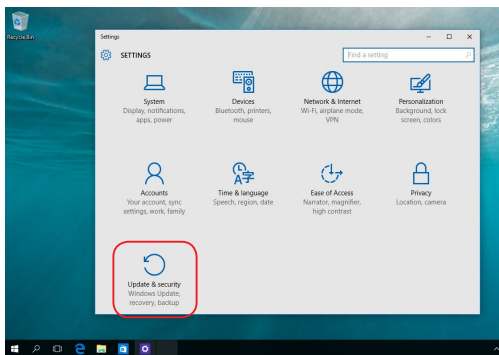 Recycle Bin
Settings
SETTINGS
Find a setting
System
Display, notifications,
apps, power
Devices
Bluetooth, printers,
mouse
Network & Internet
Wi-Fi, airplane mode,
VPN
Personalization
Background, lock
screen, colors
Accounts
Your account, sync
settings, work, family
Time & language
Speech, region, date
Ease of Access
Narrator, magnifier,
high contrast
Privacy
Location, camera
Update & security
Windows Update,
recovery, backup